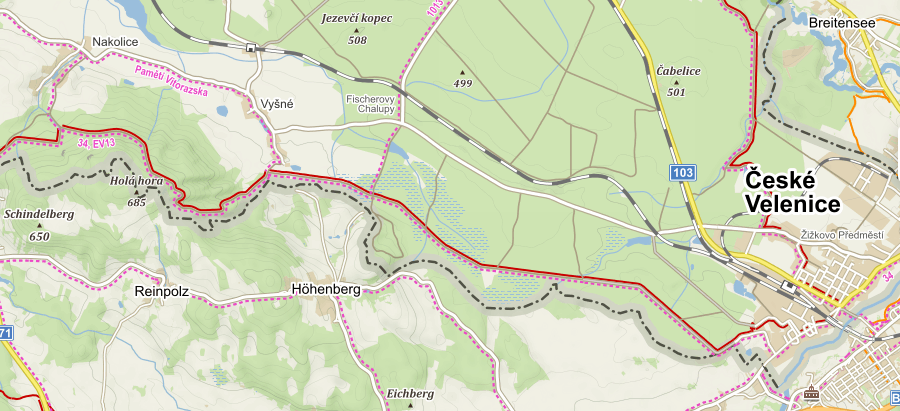 Jezevčí kopec
508
1013
Breitensee
Nakolice
Paměti Vitorazska
499
Čabelice
501
Vyšné
Fischerovy
Chalupy
34, EV13
103
Holá hora
685
České
Velenice
Schindelberg
650
Žižkovo Předměstí
34
Reinpolz
Höhenberg
71
Eichberg
B